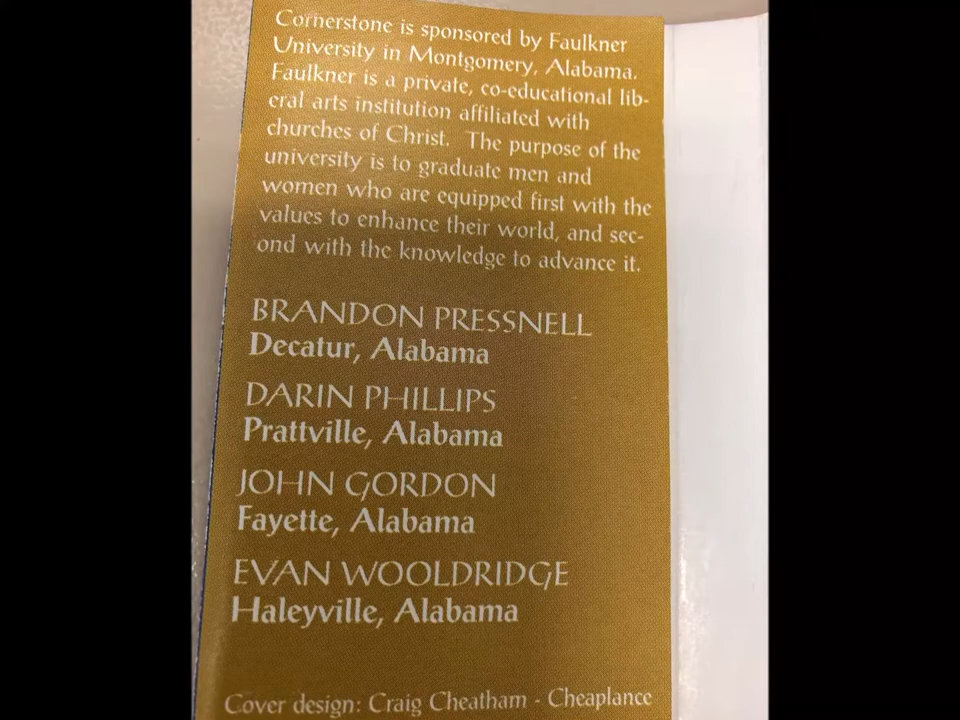 Cornerstone is sponsored by Faulkner
University in Montgomery, Alabama.
Faulkner is a private, co-educational lib-
eral arts institution affiliated with
churches of Christ. The purpose of the
university is to graduate men and
women who are equipped first with the
values to enhance their world, and sec-
ond with the knowledge to advance it.
BRANDON PRESSNELL
Decatur, Alabama
DARIN PHILLIPS
Prattville, Alabama
JOHN GORDON
Fayette, Alabama
EVAN WOOLDRIDGE
Haleyville, Alabama
Cover design: Craig Cheatham - Cheaplance